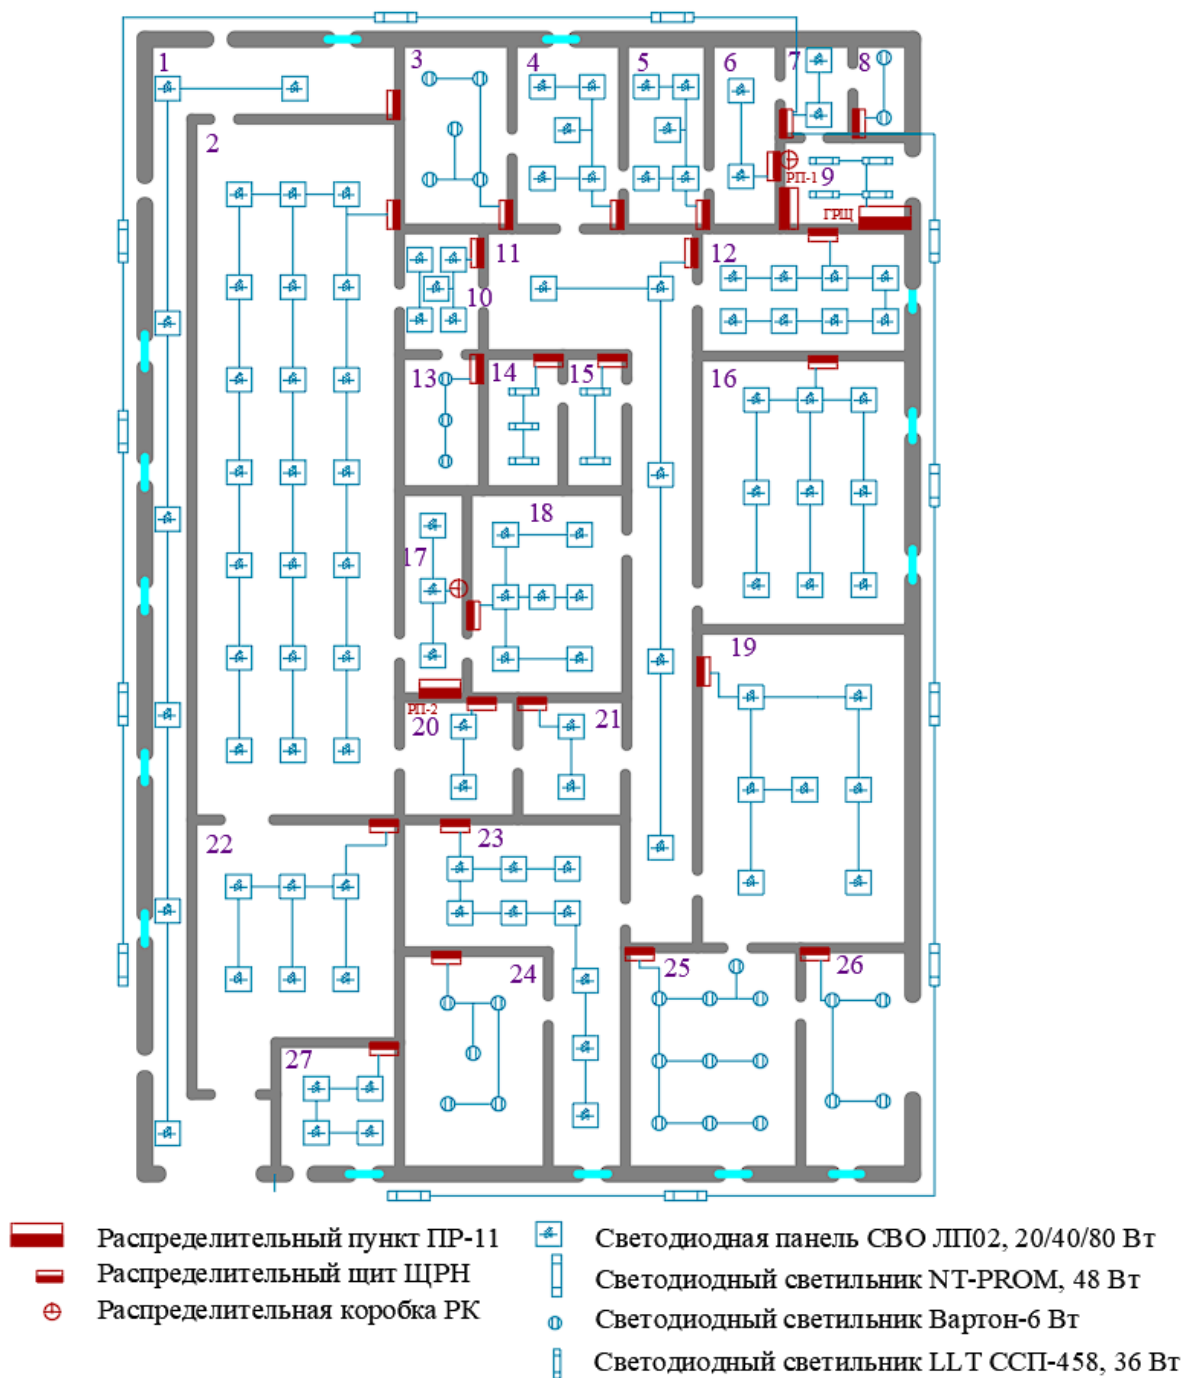 1
3
4
5
6
7
8
2
РП-1
9
ГРЩ
11
12
10
13
14
15
16
18
17
19
РП-2
20
21
22
23
24
25
26
27
Распределительный пункт ПР-11
Распределительный щит ЩРН
Распределительная коробка РК
Светодиодная панель СВО ЛП02, 20/40/80 Вт
Светодиодный светильник NT-PROM, 48 Вт
Светодиодный светильник Вартон-6 Вт
Светодиодный светильник LLT ССП-458, 36 Вт